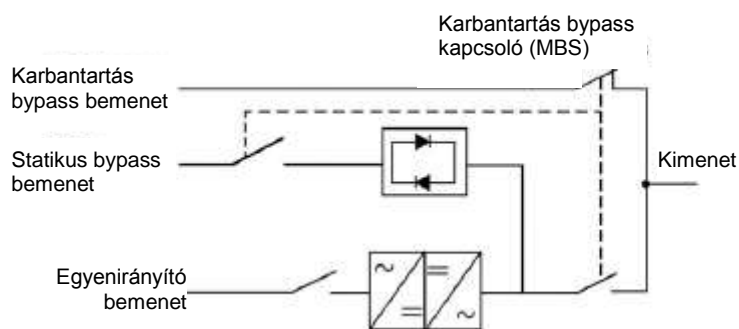 Karbantartás bypass
kapcsoló (MBS)
Karbantartás
bypass bemenet
Statikus bypass
bemenet
Kimenet
Egyenirányító
bemenet